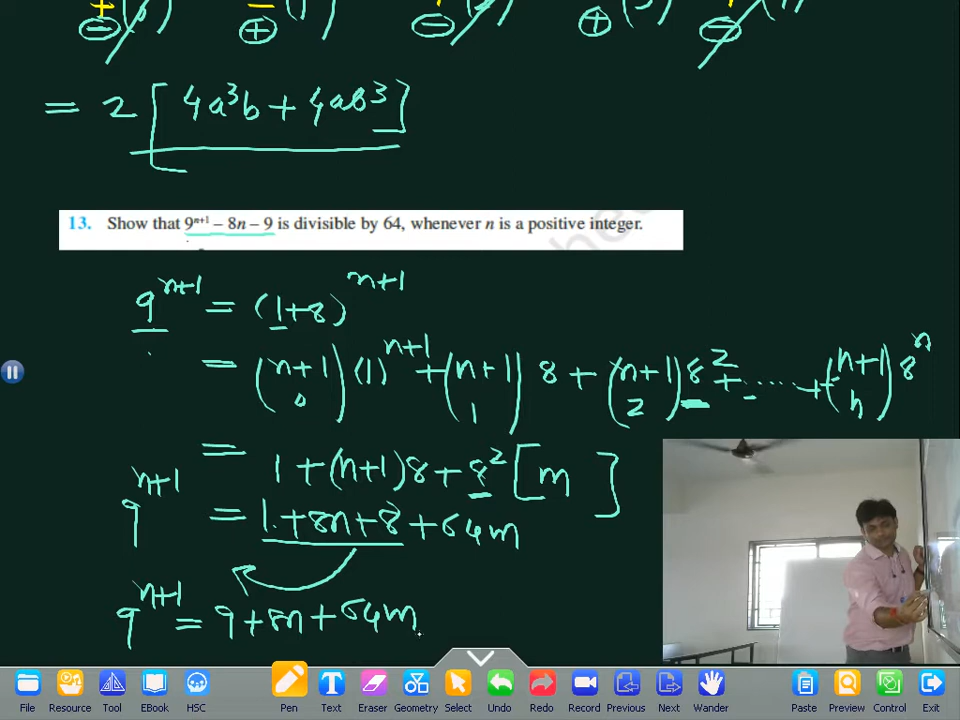 = 2 [ 4a³b + 4ab³ ]
13. Show that 9ⁿ⁺¹ – 8n – 9 is divisible by 64, whenever n is a positive integer.
9ⁿ⁺¹ = (1+8)ⁿ⁺¹
= (n+1 0) (1)ⁿ⁺¹ + (n+1 1) 8 + (n+1 2) 8² + ...... + (n+1 n) 8ⁿ
= 1 + (n+1)8 + 8² [ m ]
9ⁿ⁺¹ = 1 + 8n + 8 + 64m
9ⁿ⁺¹ = 9 + 8n + 64m
File Resource Tool EBook HSC Pen Text Eraser Geometry Select Undo Redo Record Previous Next Wander Paste Preview Control Exit